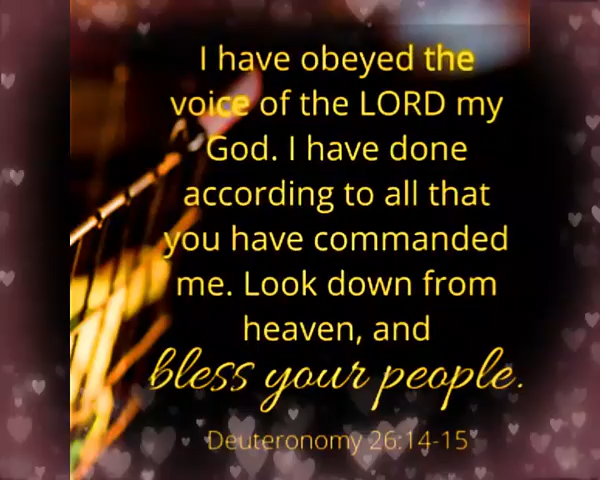 I have obeyed the
voice of the LORD my
God. I have done
according to all that
you have commanded
me. Look down from
heaven, and
bless your people.
Deuteronomy 26:14-15